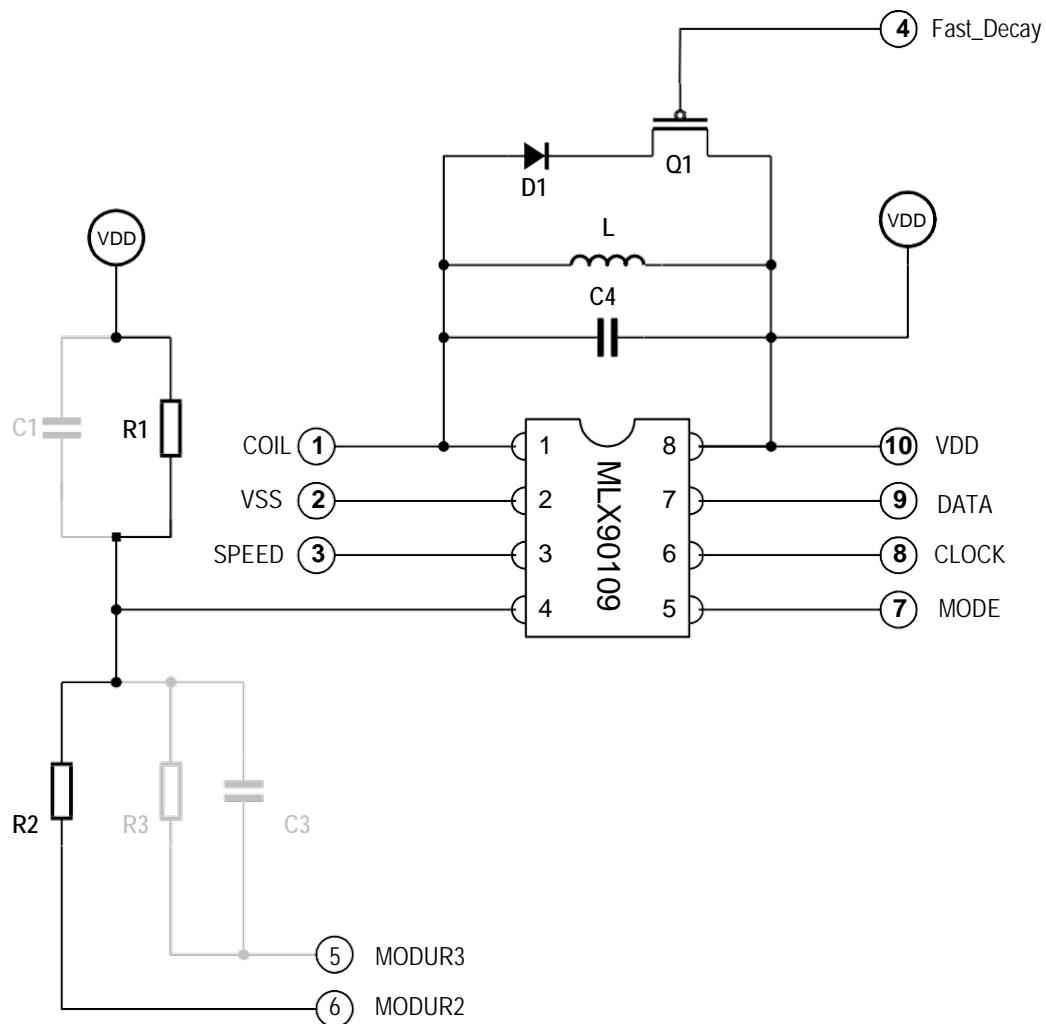 4 Fast_Decay
Q1
D1
VDD
VDD
L
C4
C1
R1
COIL 1
1
8
10 VDD
VSS 2
2
7
9 DATA
SPEED 3
3
6
8 CLOCK
4
5
7 MODE
MLX90109
R2
R3
C3
5 MODUR3
6 MODUR2